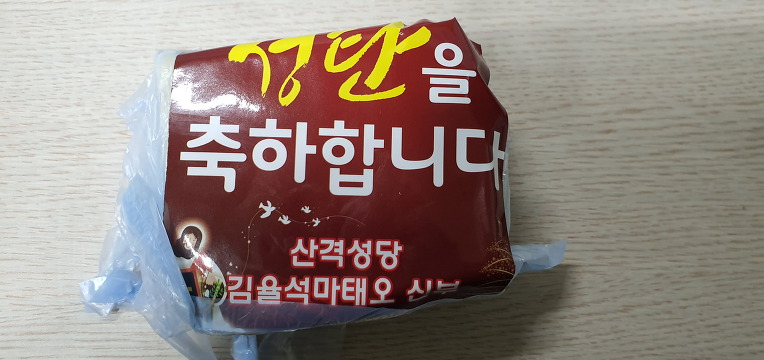 성탄을
축하합니다
산격성당
김율석마태오 신부